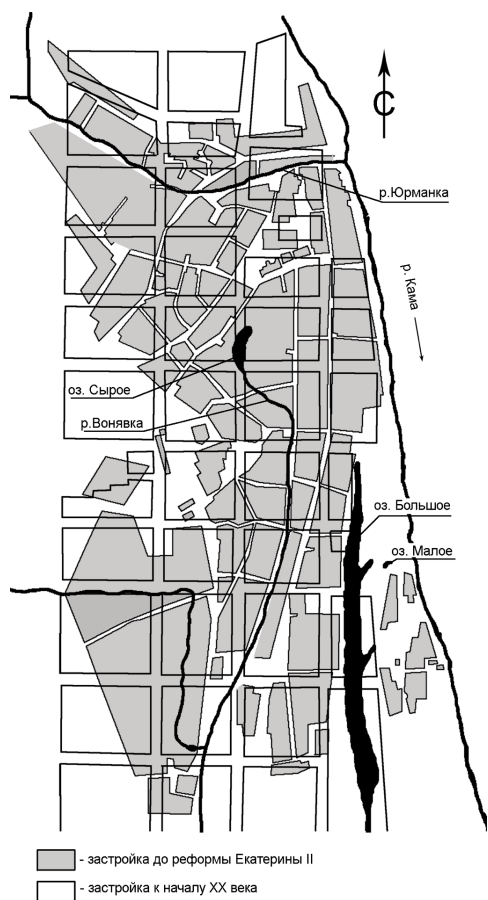 С
р.Юрманка
р. Кама
оз. Сырое
р.Вонявка
оз. Большое
оз. Малое
- застройка до реформы Екатерины II
- застройка к началу XX века